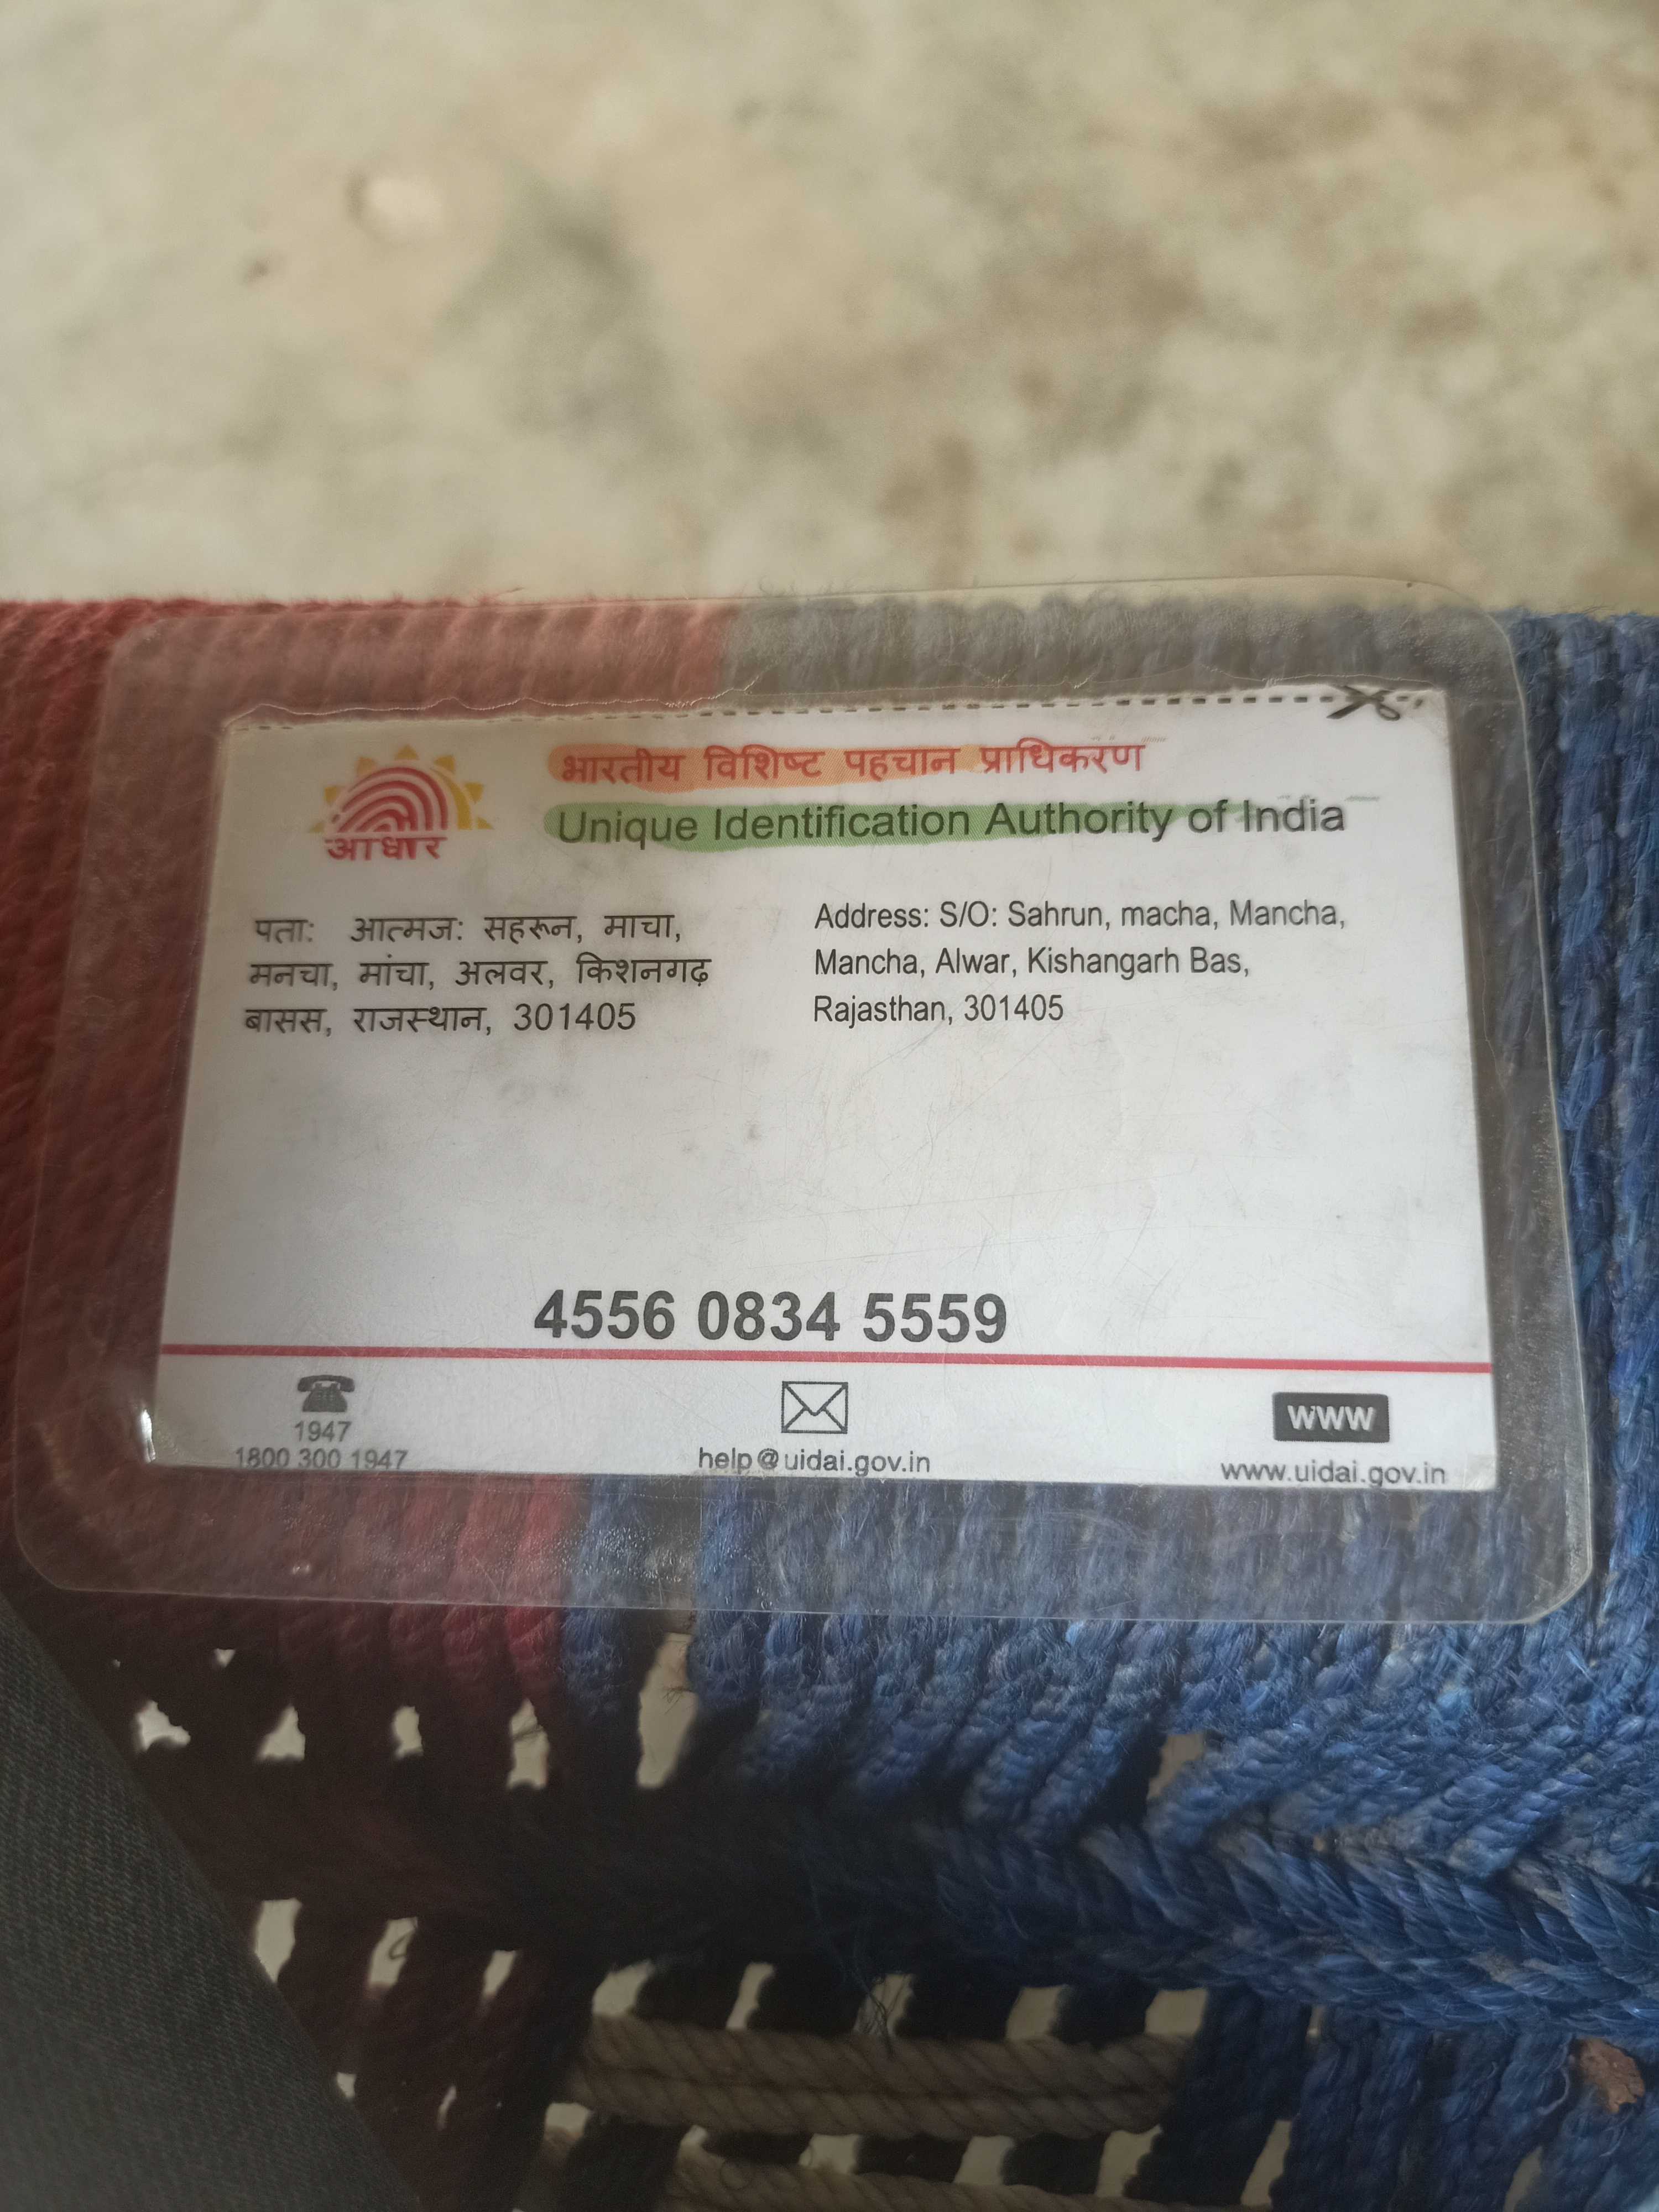 आधार
भारतीय विशिष्ट पहचान प्राधिकरण
Unique Identification Authority of India
पता: आत्मज: सहरून, माचा,
मनचा, मांचा, अलवर, किशनगढ़
बासस, राजस्थान, 301405
Address: S/O: Sahrun, macha, Mancha,
Mancha, Alwar, Kishangarh Bas,
Rajasthan, 301405
4556 0834 5559
1947
1800 300 1947
help@uidai.gov.in
www
www.uidai.gov.in